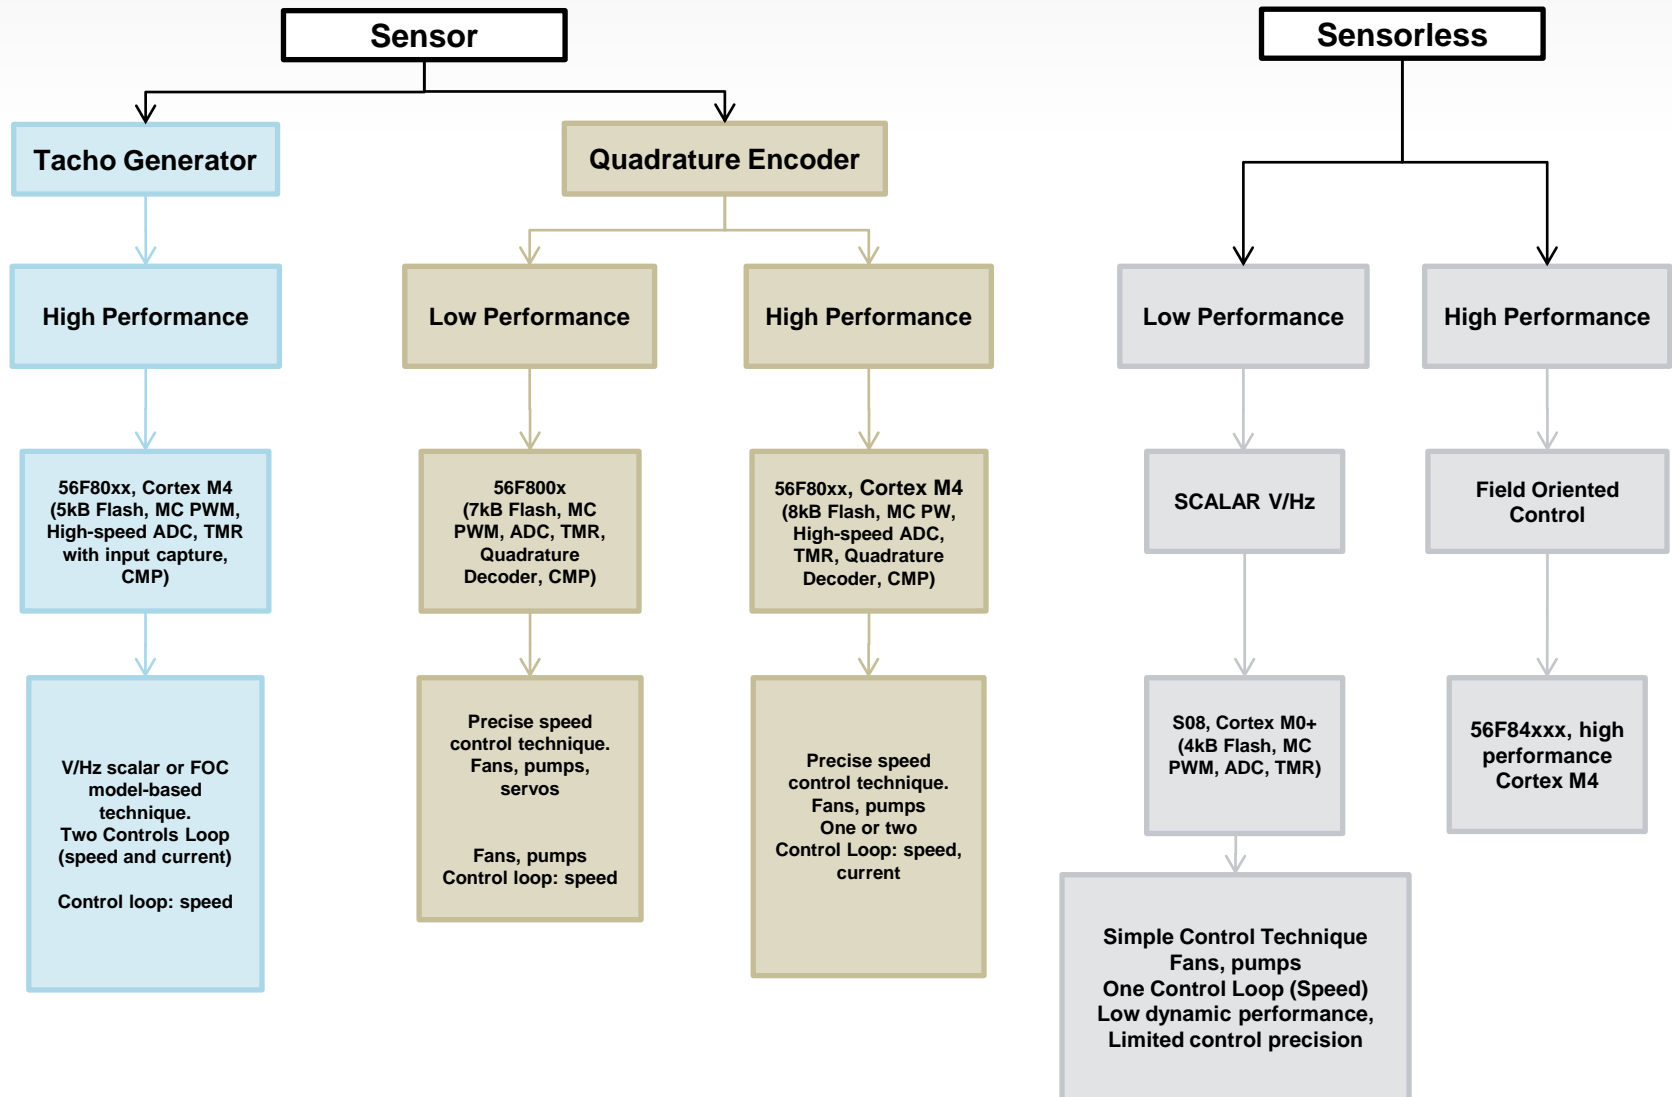 Sensor
Sensorless
Tacho Generator
Quadrature Encoder
High Performance
Low Performance
High Performance
Low Performance
High Performance
56F80xx, Cortex M4
(5kB Flash, MC PWM,
High-speed ADC, TMR
with input capture,
CMP)
56F800x
(7kB Flash, MC
PWM, ADC, TMR,
Quadrature
Decoder, CMP)
56F80xx, Cortex M4
(8kB Flash, MC PW,
High-speed ADC,
TMR, Quadrature
Decoder, CMP)
SCALAR V/Hz
Field Oriented
Control
V/Hz scalar or FOC
model-based
technique.
Two Controls Loop
(speed and current)
Control loop: speed
Precise speed
control technique.
Fans, pumps,
servos
Fans, pumps
Control loop: speed
Precise speed
control technique.
Fans, pumps
One or two
Control Loop: speed,
current
S08, Cortex M0+
(4kB Flash, MC
PWM, ADC, TMR)
56F84xxx, high
performance
Cortex M4
Simple Control Technique
Fans, pumps
One Control Loop (Speed)
Low dynamic performance,
Limited control precision